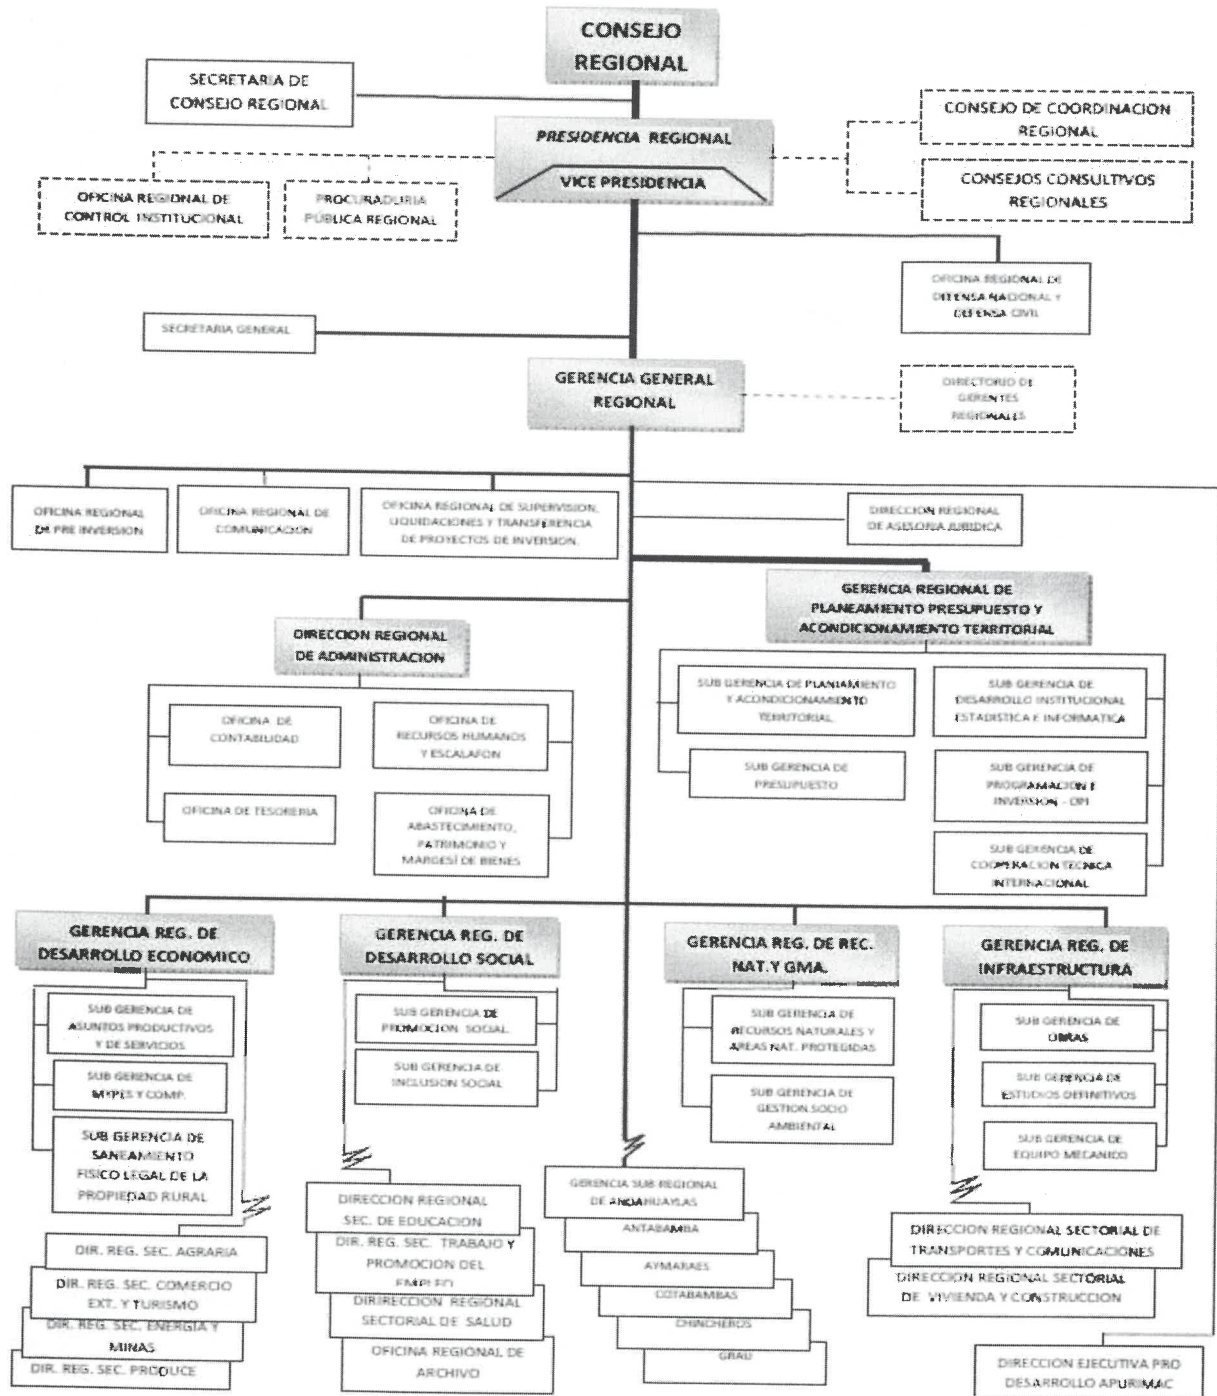 CONSEJO
REGIONAL
SECRETARIA DE
CONSEJO REGIONAL
PRESIDENCIA REGIONAL
VICE PRESIDENCIA
CONSEJO DE COORDINACION
REGIONAL
CONSEJOS CONSULTIVOS
REGIONALES
OFICINA REGIONAL DE
CONTROL INSTITUCIONAL
PROCURADURIA
PÚBLICA REGIONAL
OFICINA REGIONAL DE
DEFENSA NACIONAL Y
DEFENSA CIVIL
SECRETARIA GENERAL
GERENCIA GENERAL
REGIONAL
DIRECTORIO DE
GERENTES
REGIONALES
OFICINA REGIONAL
DE PRE INVERSION
OFICINA REGIONAL DE
COMUNICACIÓN
OFICINA REGIONAL DE SUPERVISION,
LIQUIDACIONES Y TRANSFERENCIA
DE PROYECTOS DE INVERSION.
DIRECCION REGIONAL
DE ASESORIA JURIDICA
GERENCIA REGIONAL DE
PLANEAMIENTO PRESUPUESTO Y
ACONDICIONAMIENTO TERRITORIAL
DIRECCION REGIONAL
DE ADMINISTRACION
SUB GERENCIA DE PLANIAMIENTO
Y ACONDICIONAMIENTO
TERRITORIAL.
SUB GERENCIA DE
DESARROLLO INSTITUCIONAL
ESTADISTICA E INFORMATICA
OFICINA DE
CONTABILIDAD
OFICINA DE
RECURSOS HUMANOS
Y ESCALAFON
SUB GERENCIA DE
PRESUPUESTO
SUB GERENCIA DE
PROGRAMACION E
INVERSION - OPI
OFICINA DE TESORERIA
OFICINA DE
ABASTECIMIENTO,
PATRIMONIO Y
MARGESÍ DE BIENES
SUB GERENCIA DE
COOPERACION TECNICA
INTERNACIONAL
GERENCIA REG. DE
DESARROLLO ECONOMICO
GERENCIA REG. DE
DESARROLLO SOCIAL
GERENCIA REG. DE REC.
NAT.Y GMA.
GERENCIA REG. DE
INFRAESTRUCTURA
SUB GERENCIA DE
ASUNTOS PRODUCTIVOS
Y DE SERVICIOS
SUB GERENCIA DE
MYPES Y COMP.
SUB GERENCIA DE
SANEAMIENTO
FISICO LEGAL DE LA
PROPIEDAD RURAL
SUB GERENCIA DE
PROMOCION SOCIAL.
SUB GERENCIA DE
INCLUSION SOCIAL
SUB GERENCIA DE
RECURSOS NATURALES Y
AREAS NAT. PROTEGIDAS
SUB GERENCIA DE
GESTION SOCIO
AMBIENTAL
SUB GERENCIA DE
OBRAS
SUB GERENCIA DE
ESTUDIOS DEFINITIVOS
SUB GERENCIA DE
EQUIPO MECANICO
DIR. REG. SEC. AGRARIA
DIR. REG. SEC. COMERCIO
EXT. Y TURISMO
DIR. REG. SEC. ENERGIA Y
MINAS
DIR. REG. SEC. PRODUCE
DIRECCION REGIONAL
SEC. DE EDUCACION
DIR. REG. SEC. TRABAJO Y
PROMOCION DEL
EMPLEO
DIRIRECCION REGIONAL
SECTORIAL DE SALUD
OFICINA REGIONAL DE
ARCHIVO
GERENCIA SUB REGIONAL
DE ANDAHUAYLAS
ANTABAMBA
AYMARAES
COTABAMBAS
CHINCHEROS
GRAU
DIRECCION REGIONAL SECTORIAL DE
TRANSPORTES Y COMUNICACIONES
DIRECCION REGIONAL SECTORIAL
DE VIVIENDA Y CONSTRUCCION
DIRECCION EJECUTIVA PRO
DESARROLLO APURIMAC